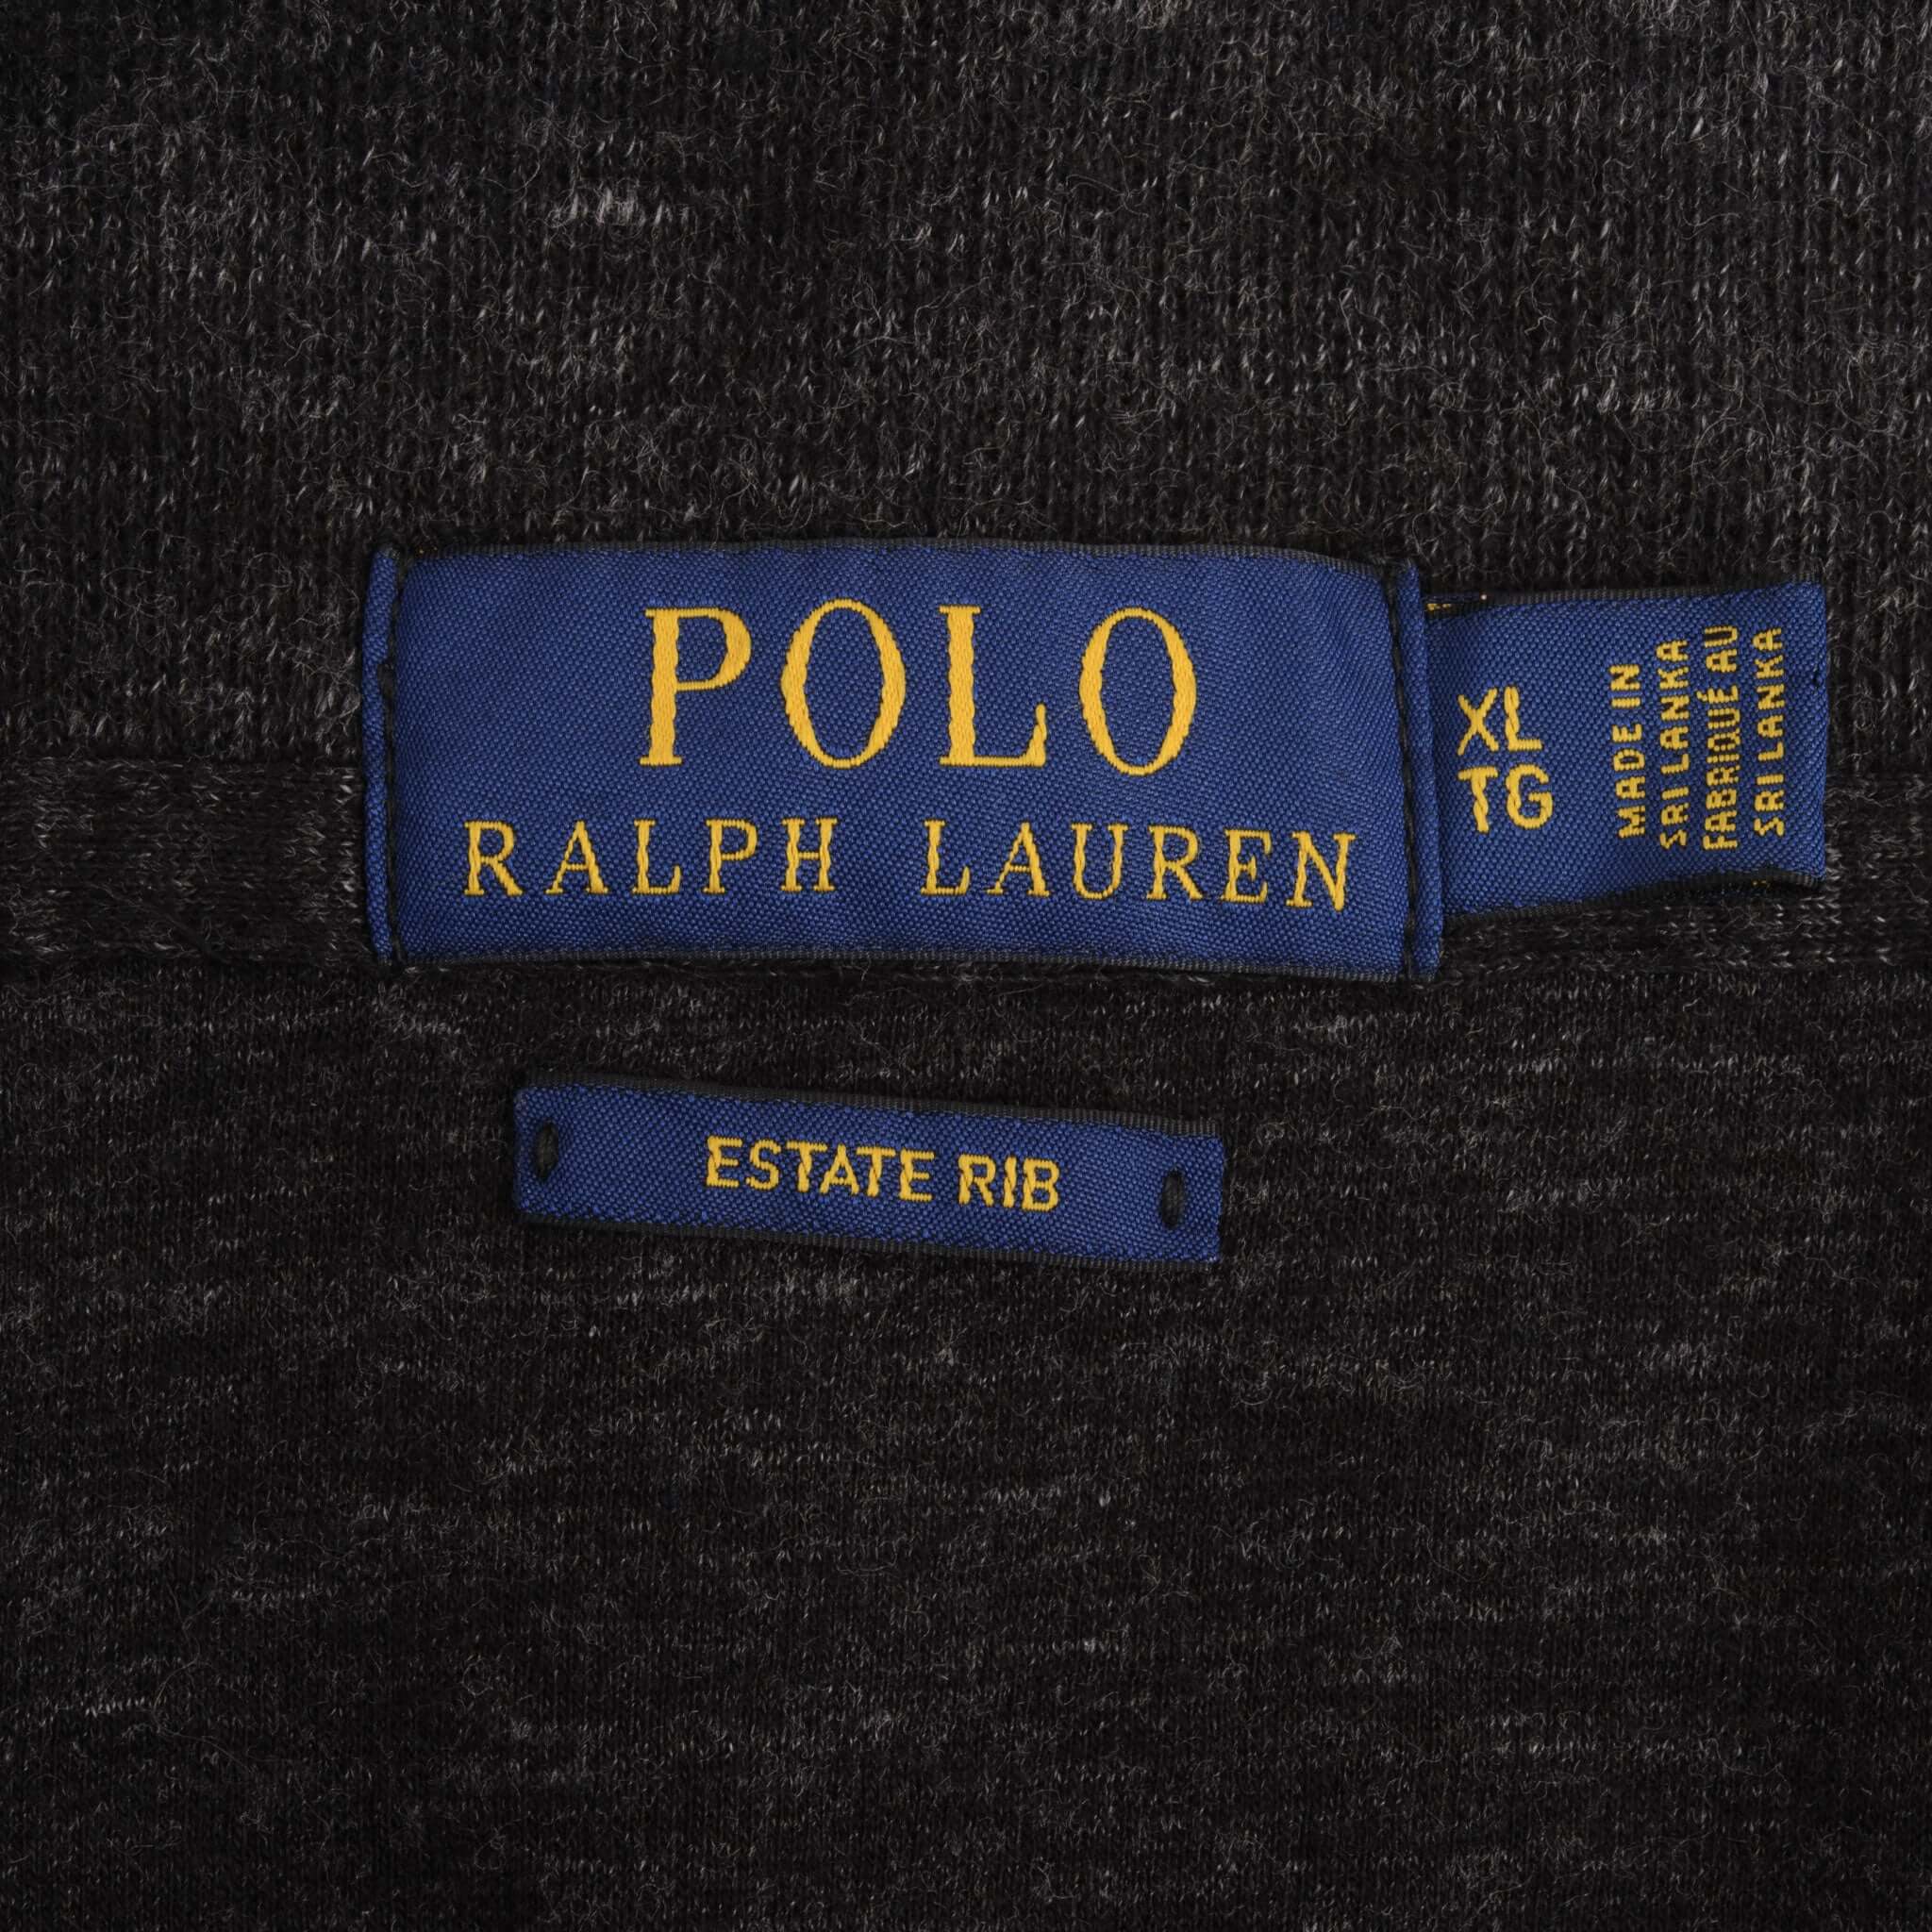 POLO
RALPH LAUREN
XL
TG
MADE IN
SRI LANKA
FABRIQUÉ AU
SRI LANKA
ESTATE RIB